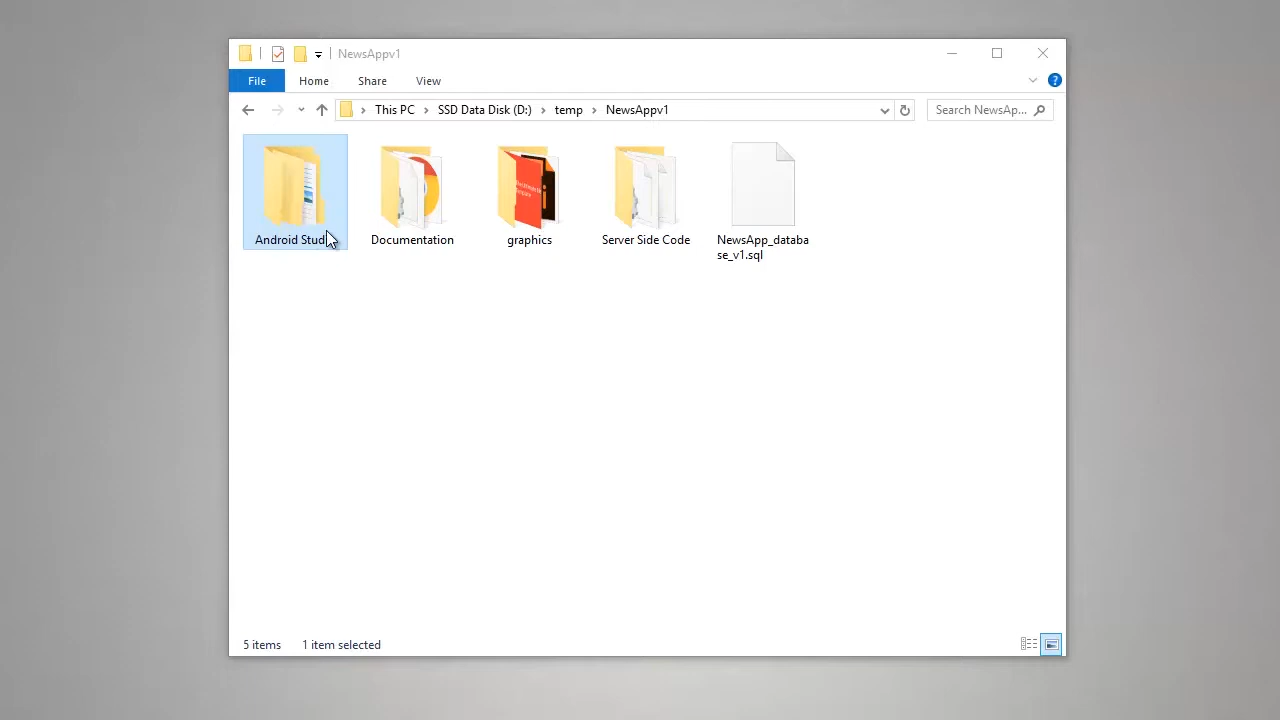 NewsAppv1
File
Home
Share
View
This PC
SSD Data Disk (D:)
temp
NewsAppv1
Search NewsAp...
Android Stud
Documentation
graphics
Server Side Code
NewsApp_databa
se_v1.sql
5 items
1 item selected